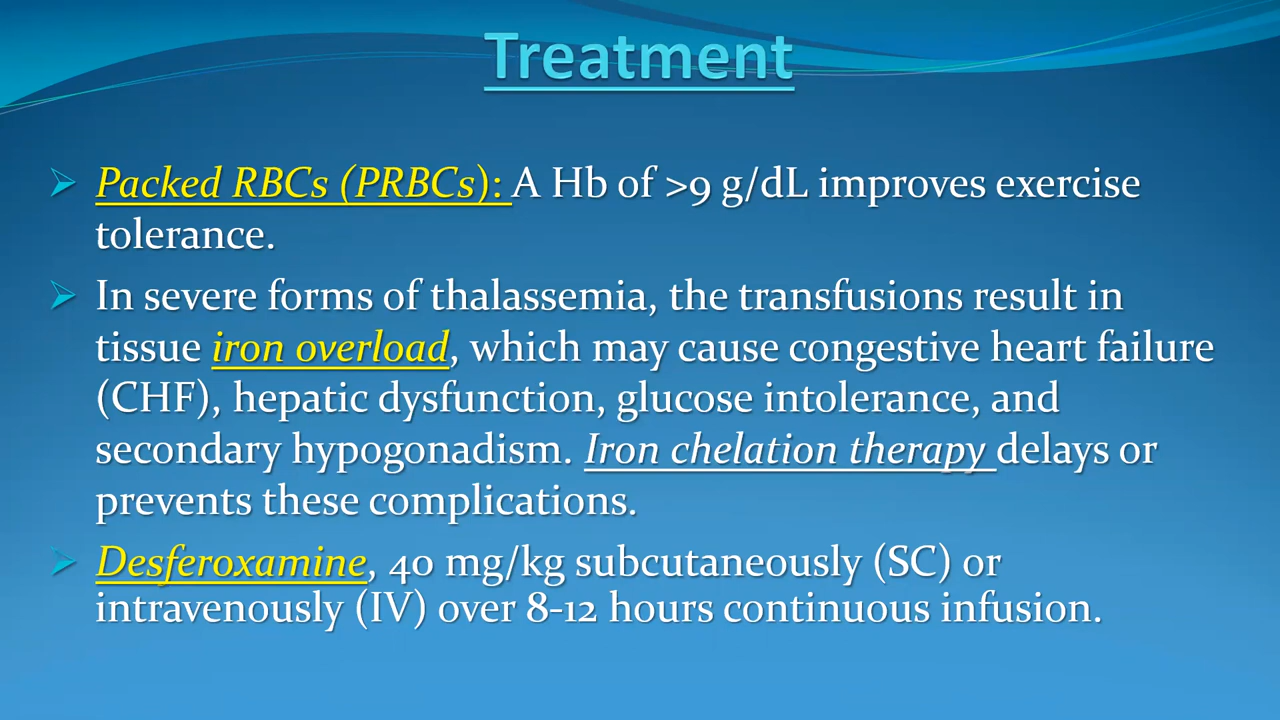 Treatment
➢ Packed RBCs (PRBCs): A Hb of >9 g/dL improves exercise
tolerance.
➢ In severe forms of thalassemia, the transfusions result in
tissue iron overload, which may cause congestive heart failure
(CHF), hepatic dysfunction, glucose intolerance, and
secondary hypogonadism. Iron chelation therapy delays or
prevents these complications.
➢ Desferoxamine, 40 mg/kg subcutaneously (SC) or
intravenously (IV) over 8-12 hours continuous infusion.